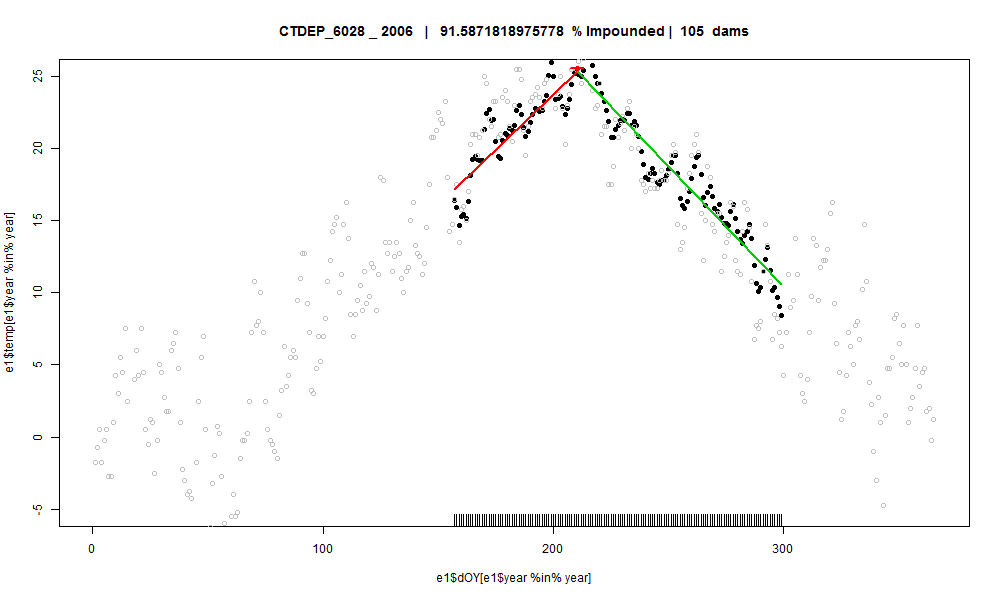 CTDEP_6028 _ 2006 | 91.5871818975778 % Impounded | 105 dams
e1$temp[e1$year %in% year]
25
20
15
10
5
0
-5
0 100 200 300
e1$dOY[e1$year %in% year]